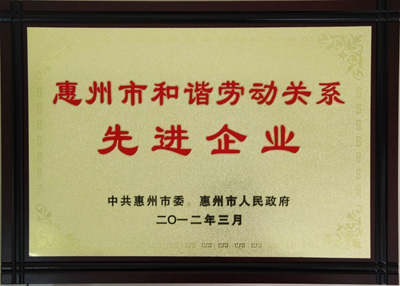 惠州市和谐劳动关系
先进企业
中共惠州市委 惠州市人民政府
二〇一二年三月